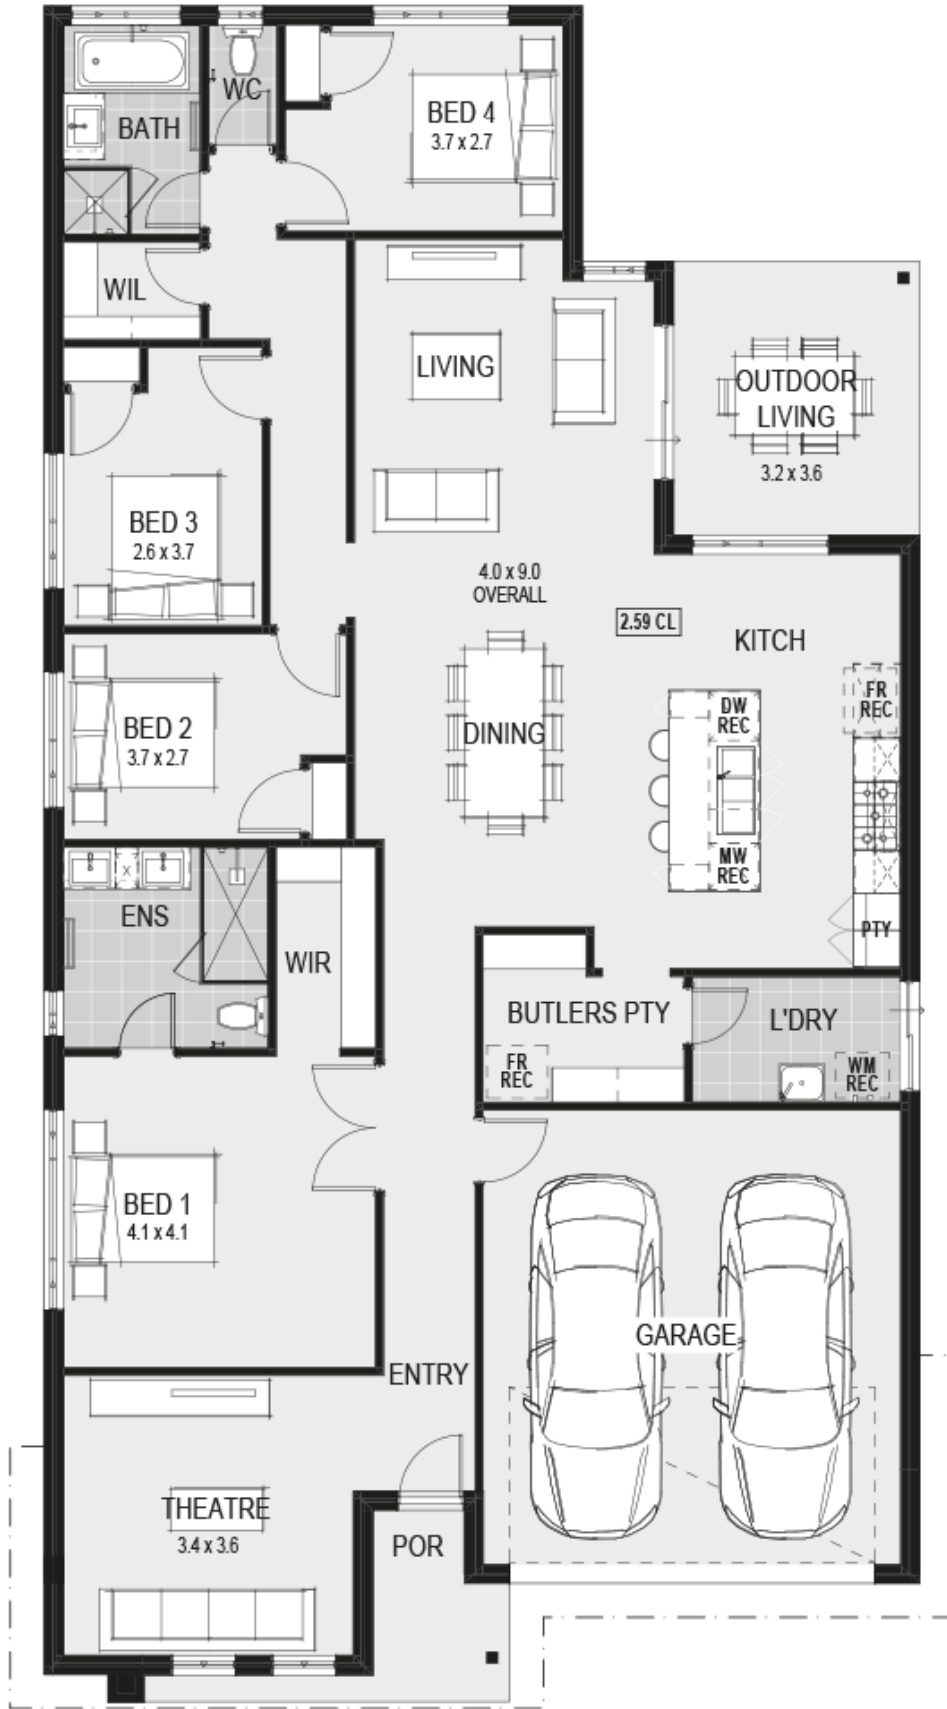 WC
BATH
BED 4
3.7 x 2.7
WIL
LIVING
OUTDOOR
LIVING
3.2 x 3.6
BED 3
2.6 x 3.7
4.0 x 9.0
OVERALL
2.59 CL
KITCH
FR
REC
BED 2
3.7 x 2.7
DINING
DW
REC
MW
REC
ENS
WIR
PTY
BUTLERS PTY
L'DRY
FR
REC
WM
REC
BED 1
4.1 x 4.1
GARAGE
ENTRY
THEATRE
3.4 x 3.6
POR